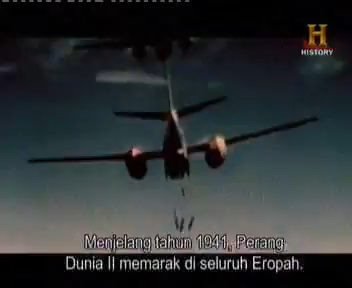 H
HISTORY
Menjelang tahun 1941, Perang
Dunia II memarak di seluruh Eropah.